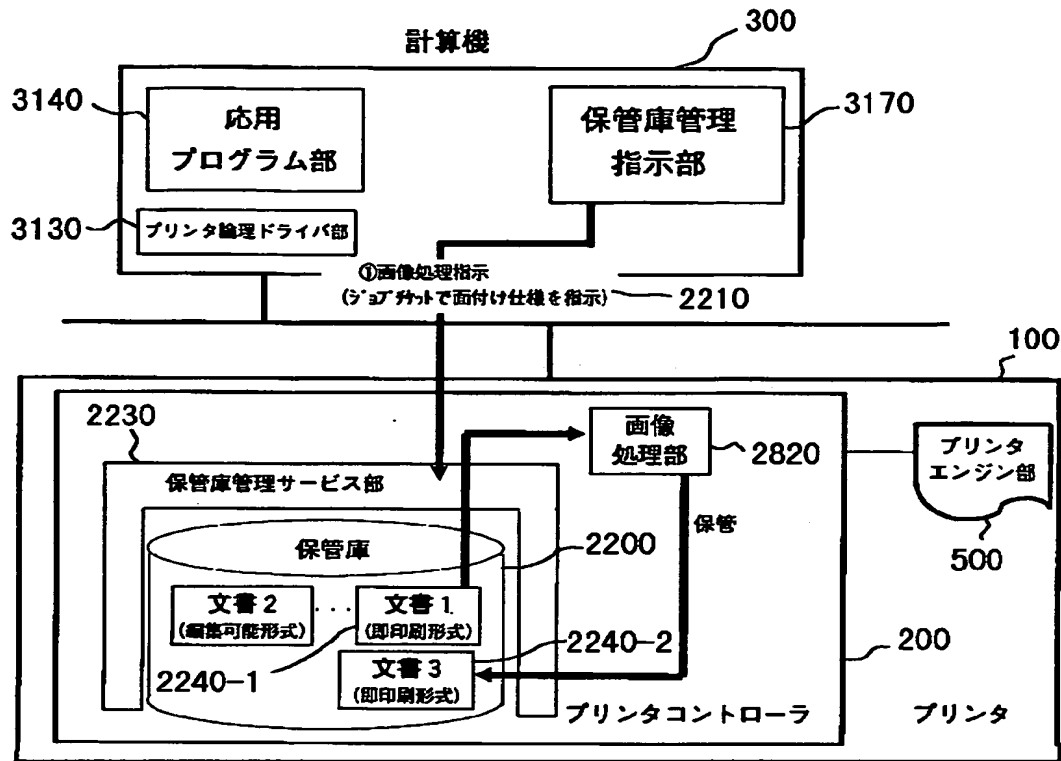 計算機
300
3140
応用
プログラム部
保管庫管理
指示部
3170
3130
プリンタ論理ドライバ部
①画像処理指示
(ジョブチケットで面付け仕様を指示)
2210
100
2230
画像
処理部
2820
プリンタ
エンジン部
500
保管庫管理サービス部
保管
保管庫
2200
文書2
(編集可能形式)
...
文書1
(即印刷形式)
2240-1
文書3
(即印刷形式)
2240-2
200
プリンタコントローラ
プリンタ